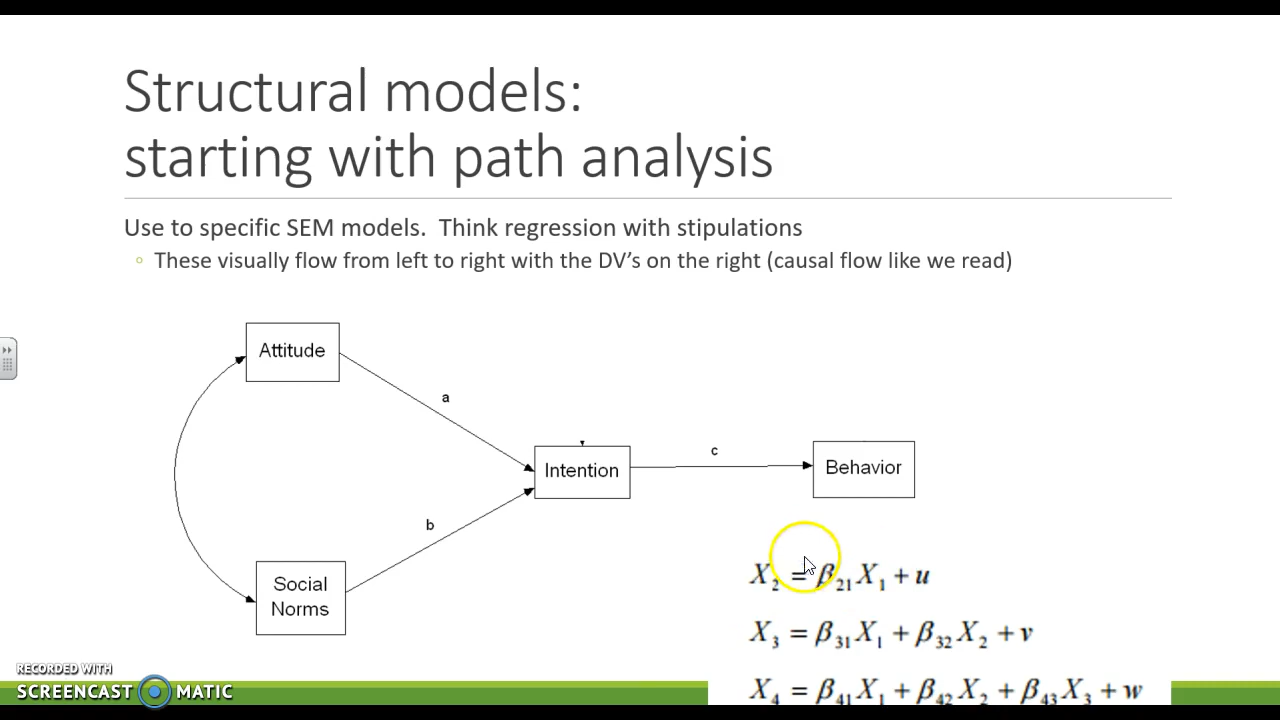 Structural models:
starting with path analysis
Use to specific SEM models. Think regression with stipulations
These visually flow from left to right with the DV's on the right (causal flow like we read)
Attitude
a
Intention
c
Behavior
b
Social
Norms
X₂ = β₂₁X₁ + u
X₃ = β₃₁X₁ + β₃₂X₂ + v
X₄ = β₄₁X₁ + β₄₂X₂ + β₄₃X₃ + w
RECORDED WITH
SCREENCAST MATIC